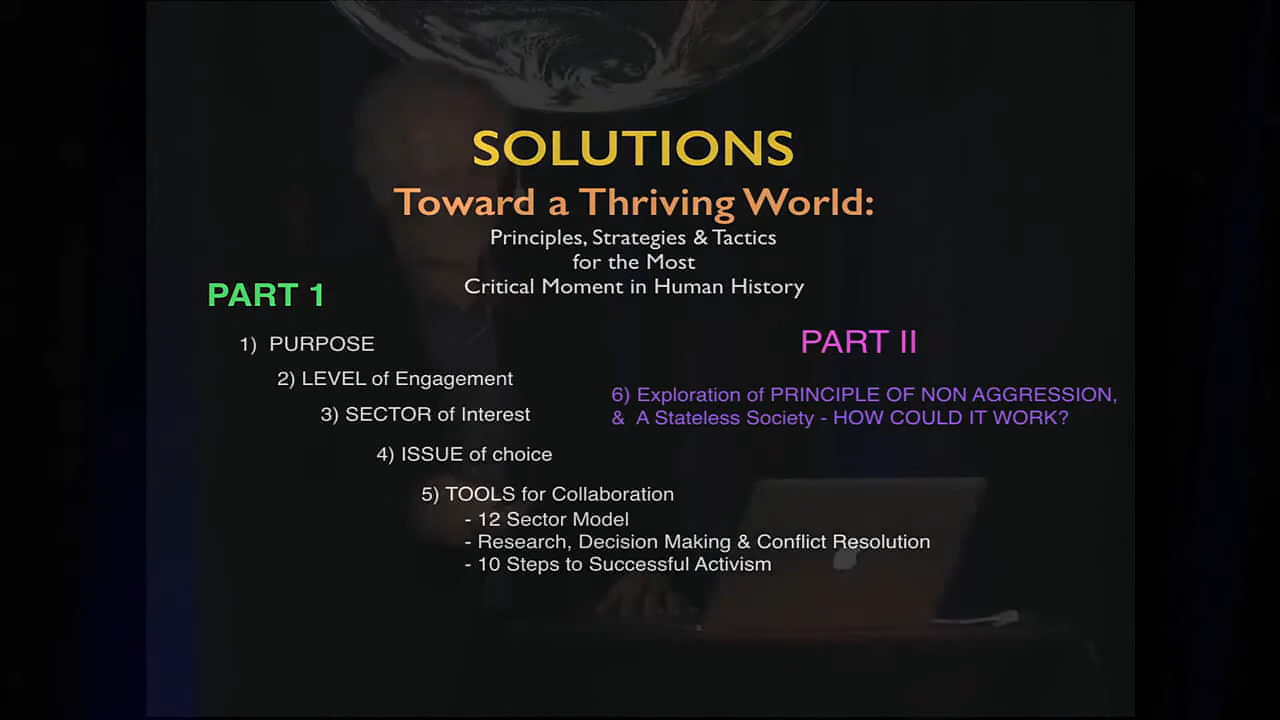 SOLUTIONS
Toward a Thriving World:
Principles, Strategies & Tactics
for the Most
Critical Moment in Human History
PART 1
1) PURPOSE
2) LEVEL of Engagement
3) SECTOR of Interest
4) ISSUE of choice
5) TOOLS for Collaboration
- 12 Sector Model
- Research, Decision Making & Conflict Resolution
- 10 Steps to Successful Activism
PART II
6) Exploration of PRINCIPLE OF NON AGGRESSION,
& A Stateless Society - HOW COULD IT WORK?